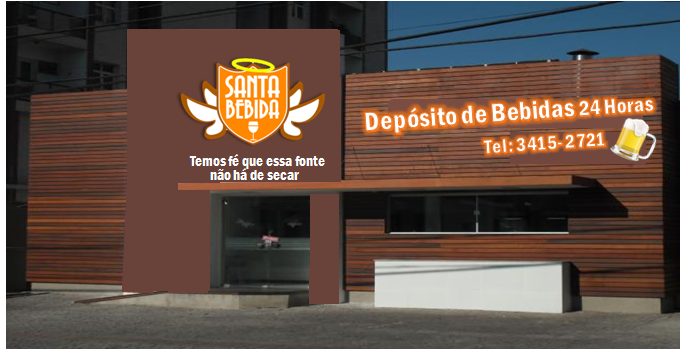 SANTA
BEBIDA
Temos fé que essa fonte
não há de secar
Depósito de Bebidas 24 Horas
Tel: 3415-2721